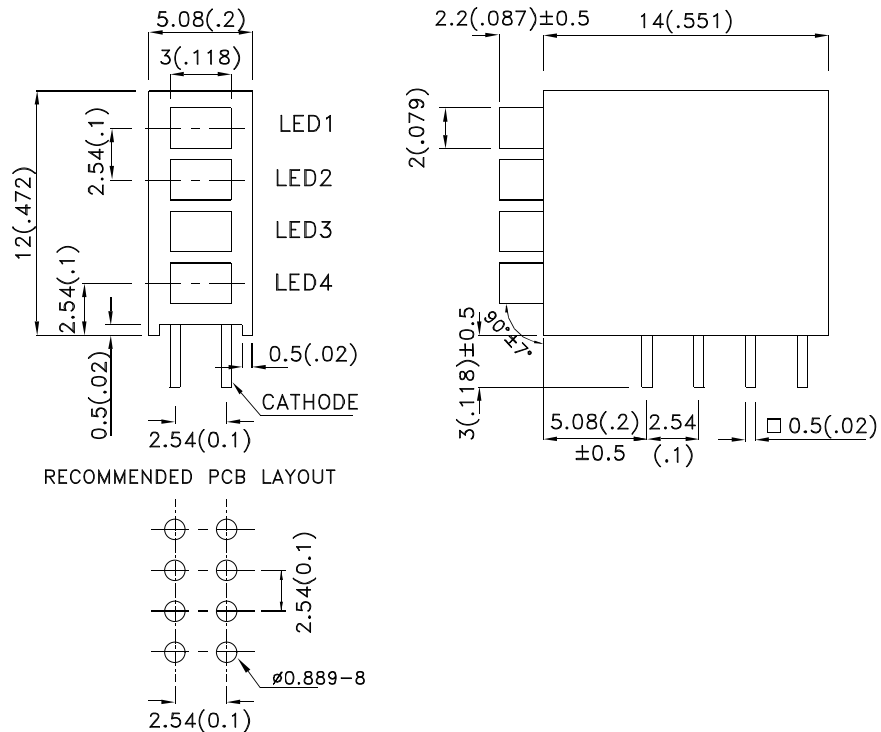 5.08(.2)
3(.118)
12(.472)
2.54(.1)
2.54(.1)
LED1
LED2
LED3
LED4
0.5(.02)
0.5(.02)
CATHODE
2.54(0.1)
2.2(.087)±0.5
14(.551)
2(.079)
90°±7°
3(.118)±0.5
5.08(.2)
±0.5
2.54
(.1)
□ 0.5(.02)
RECOMMENDED PCB LAYOUT
2.54(0.1)
ø0.889-8
2.54(0.1)